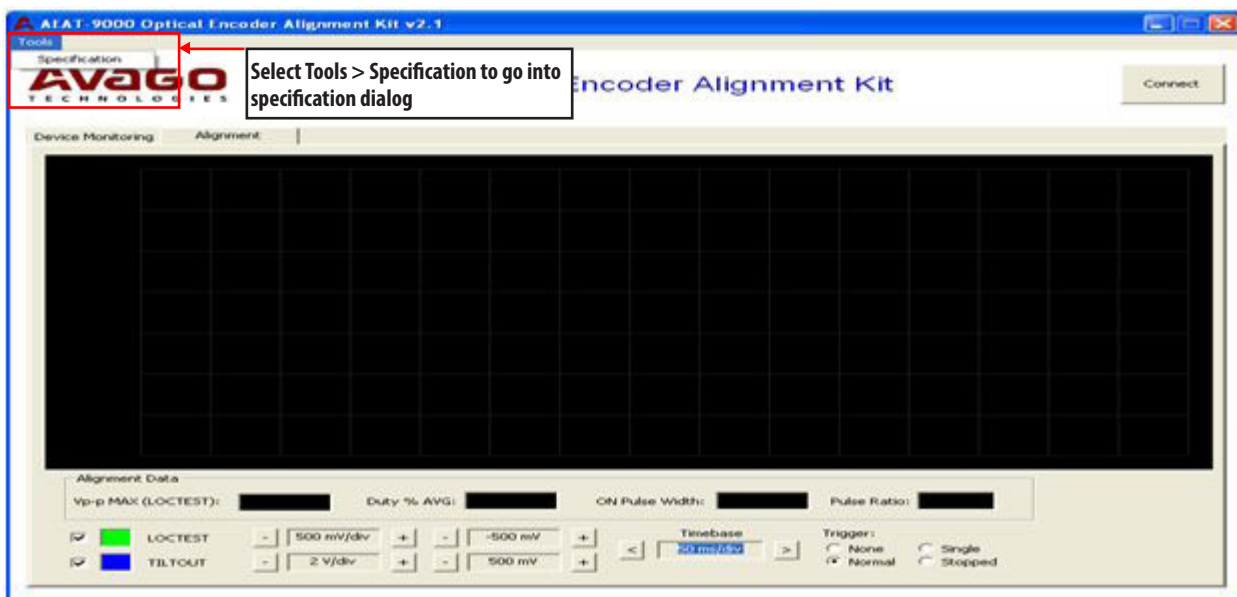 AEAT-9000 Optical Encoder Alignment Kit v2.1
Tools
Specification
AVAGO
TECHNOLOGIES
Select Tools > Specification to go into
specification dialog
Encoder Alignment Kit
Connect
Device Monitoring Alignment
Alignment Data
Vp-p MAX (LOCTEST): Duty % AVG: ON Pulse Width: Pulse Ratio:
LOCTEST - 500 mV/div + - -500 mV +
TILTOUT - 2 V/div + - 500 mV +
Timebase
< 50 ms/div >
Trigger:
None Single
Normal Stopped